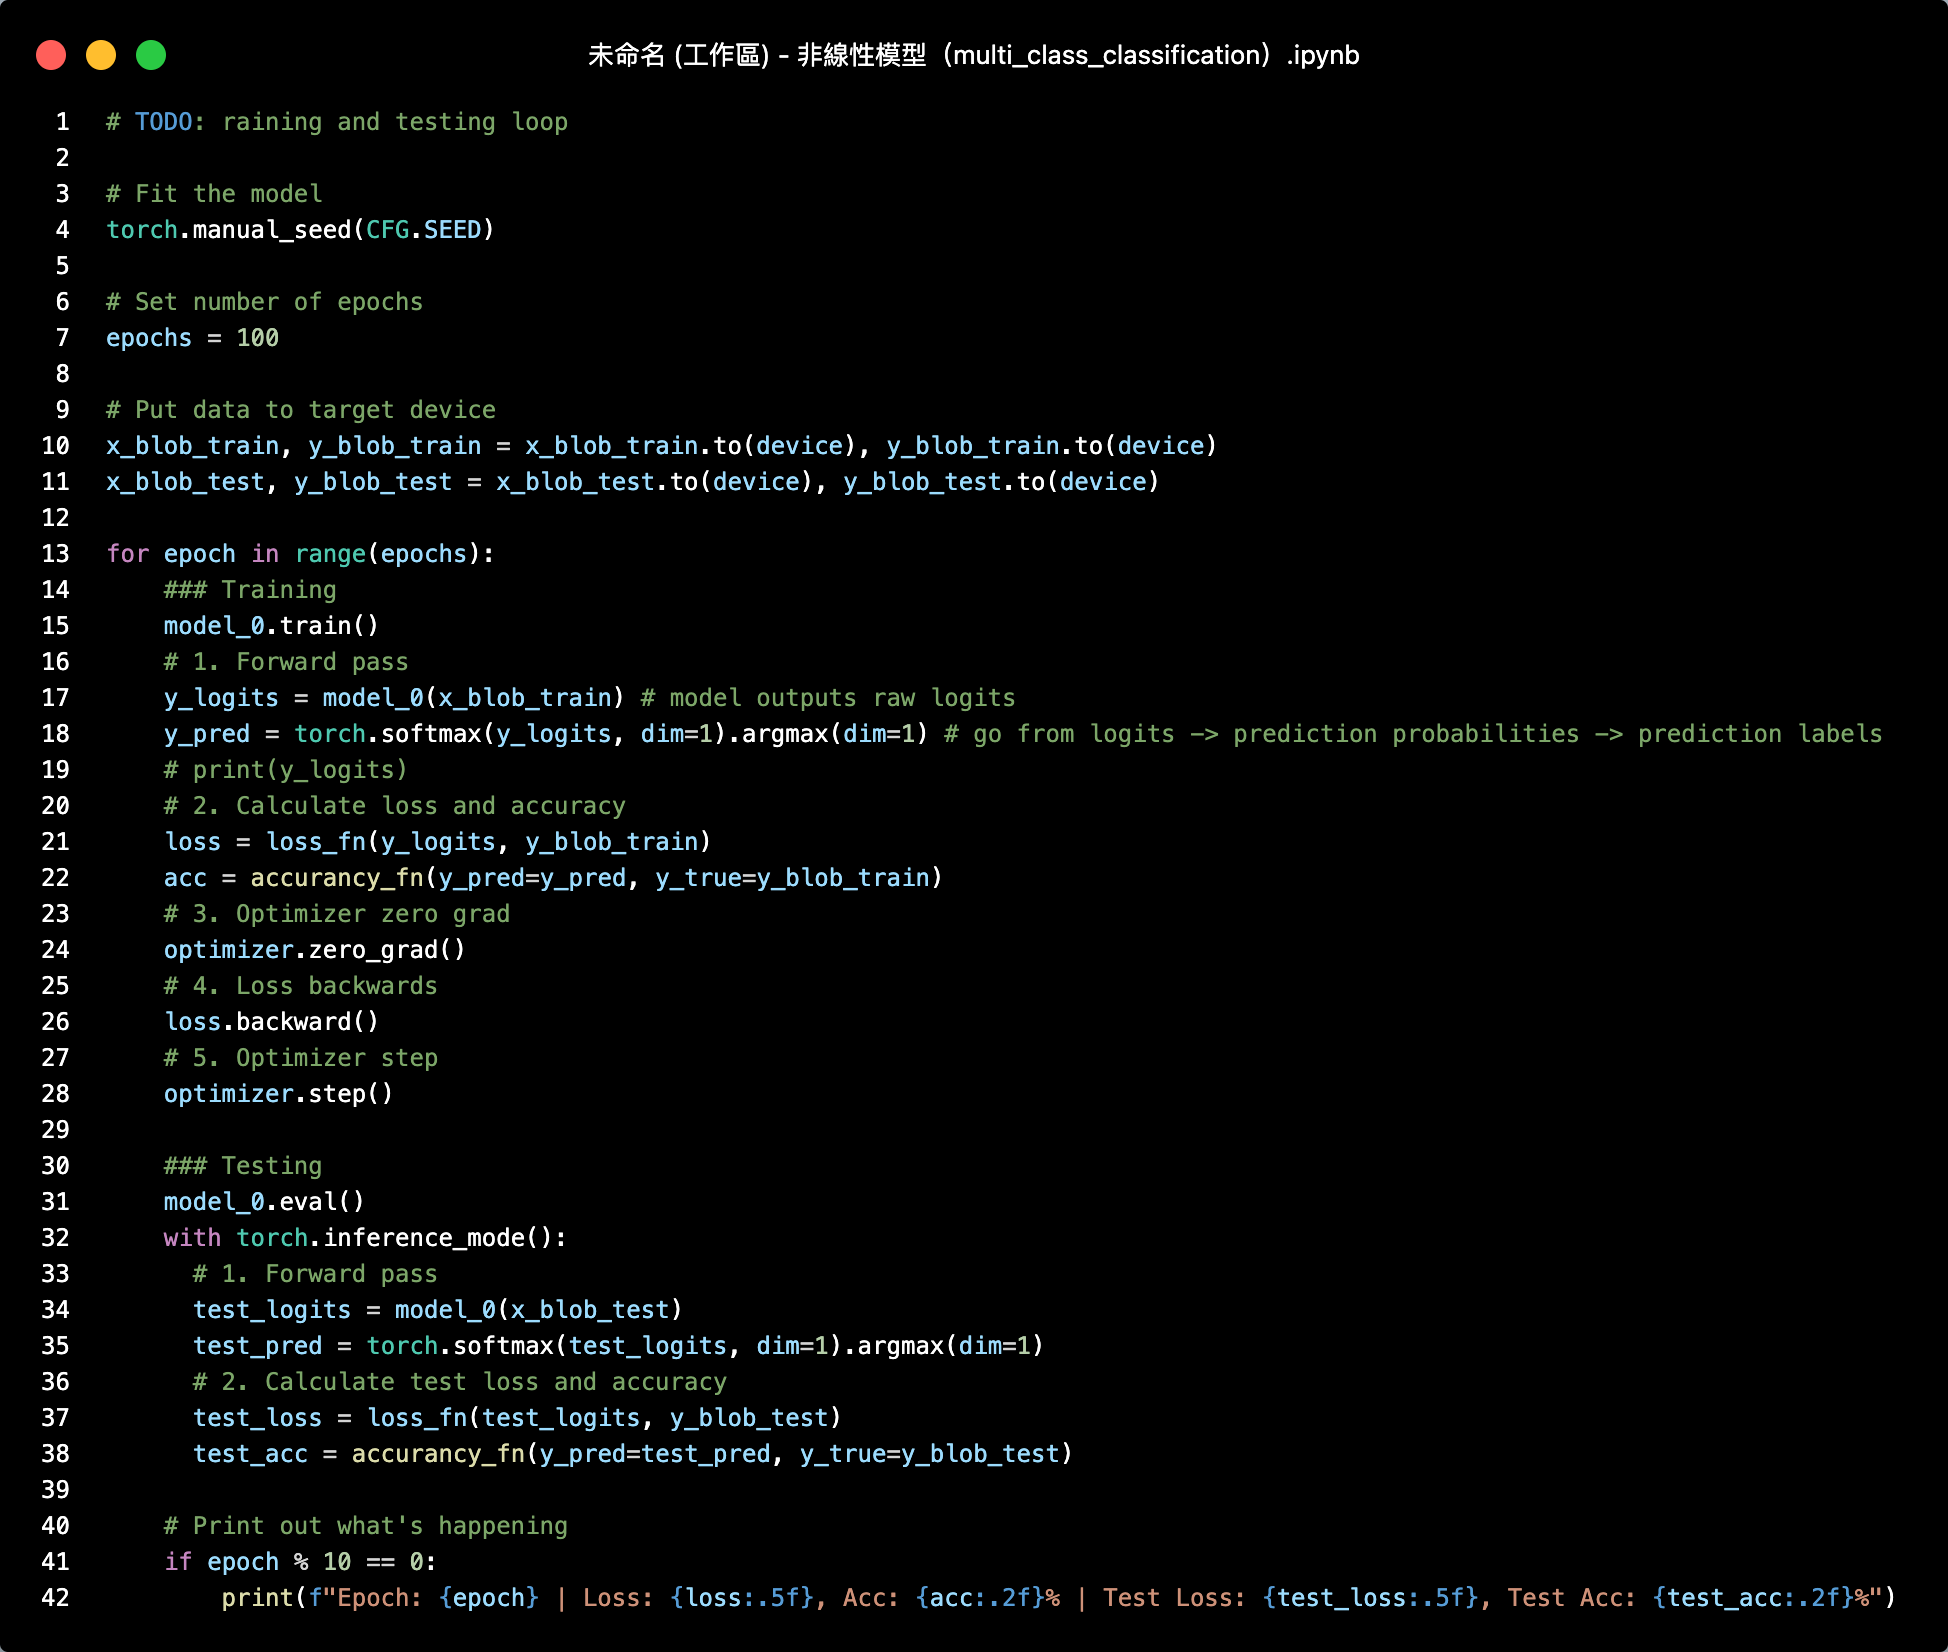 未命名 (工作區) - 非線性模型（multi_class_classification）.ipynb
1 # TODO: raining and testing loop
2
3 # Fit the model
4 torch.manual_seed(CFG.SEED)
5
6 # Set number of epochs
7 epochs = 100
8
9 # Put data to target device
10 x_blob_train, y_blob_train = x_blob_train.to(device), y_blob_train.to(device)
11 x_blob_test, y_blob_test = x_blob_test.to(device), y_blob_test.to(device)
12
13 for epoch in range(epochs):
14     ### Training
15     model_0.train()
16     # 1. Forward pass
17     y_logits = model_0(x_blob_train) # model outputs raw logits
18     y_pred = torch.softmax(y_logits, dim=1).argmax(dim=1) # go from logits -> prediction probabilities -> prediction labels
19     # print(y_logits)
20     # 2. Calculate loss and accuracy
21     loss = loss_fn(y_logits, y_blob_train)
22     acc = accurancy_fn(y_pred=y_pred, y_true=y_blob_train)
23     # 3. Optimizer zero grad
24     optimizer.zero_grad()
25     # 4. Loss backwards
26     loss.backward()
27     # 5. Optimizer step
28     optimizer.step()
29
30     ### Testing
31     model_0.eval()
32     with torch.inference_mode():
33       # 1. Forward pass
34       test_logits = model_0(x_blob_test)
35       test_pred = torch.softmax(test_logits, dim=1).argmax(dim=1)
36       # 2. Calculate test loss and accuracy
37       test_loss = loss_fn(test_logits, y_blob_test)
38       test_acc = accurancy_fn(y_pred=test_pred, y_true=y_blob_test)
39
40     # Print out what's happening
41     if epoch % 10 == 0:
42         print(f"Epoch: {epoch} | Loss: {loss:.5f}, Acc: {acc:.2f}% | Test Loss: {test_loss:.5f}, Test Acc: {test_acc:.2f}%")